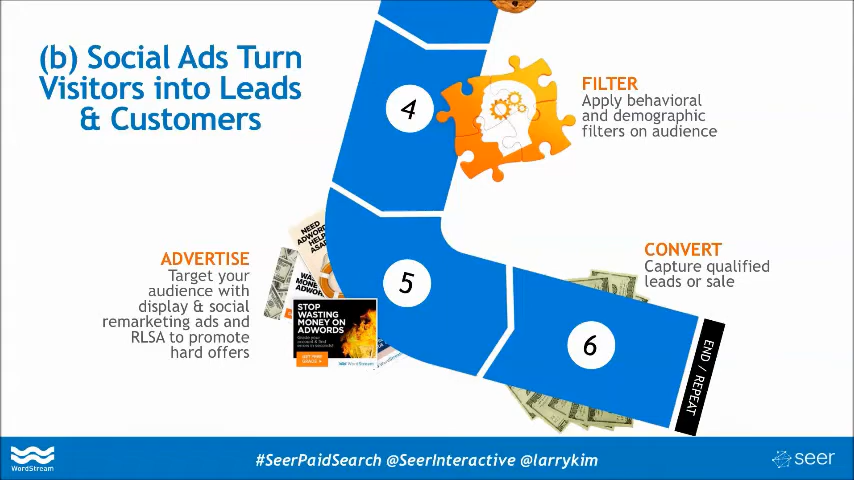 (b) Social Ads Turn
Visitors into Leads
& Customers
4
FILTER
Apply behavioral
and demographic
filters on audience
ADVERTISE
Target your
audience with
display & social
remarketing ads and
RLSA to promote
hard offers
NEED
ADWORDS
HELP
ASAP
STOP
WASTING
MONEY ON
ADWORDS
WordStream
5
CONVERT
Capture qualified
leads or sale
6
END / REPEAT
WordStream
#SeerPaidSearch @SeerInteractive @larrykim
seer